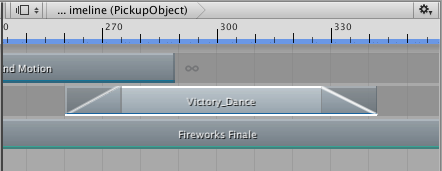 ... imeline (PickupObject)
0 270 300 330
nd Motion
Victory_Dance
Fireworks Finale